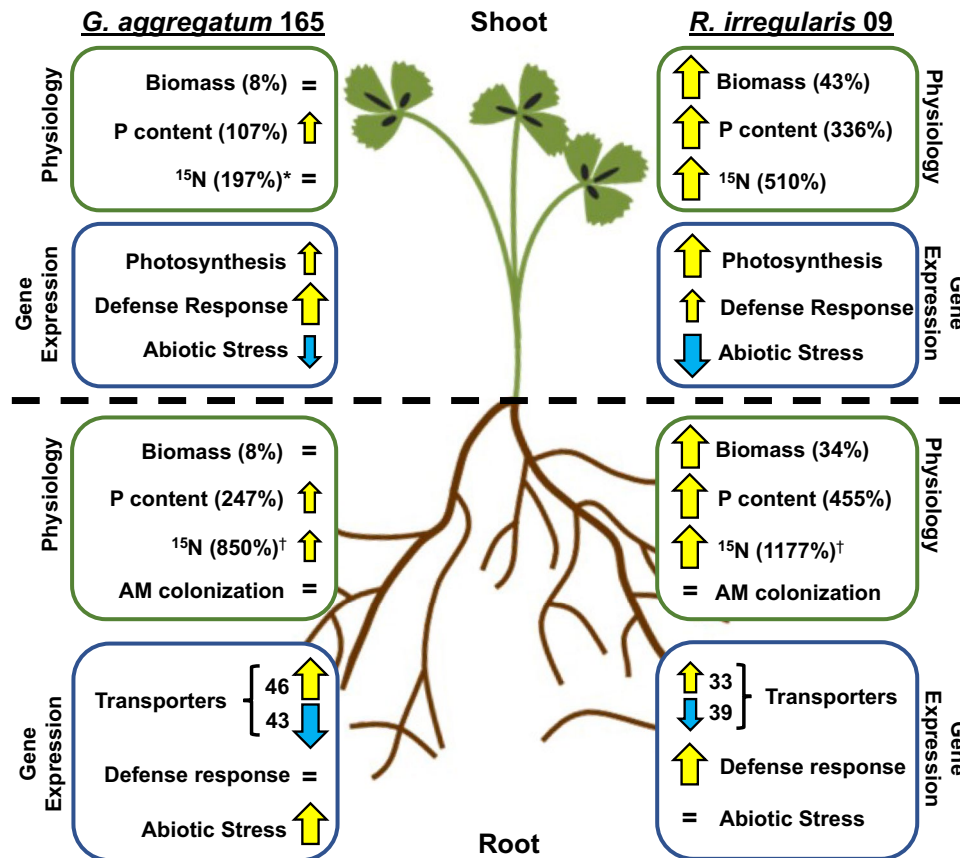 G. aggregatum 165
Shoot
R. irregularis 09
Physiology
Biomass (8%) =
P content (107%)
¹⁵N (197%)* =
Biomass (43%)
P content (336%)
¹⁵N (510%)
Physiology
Gene
Expression
Photosynthesis
Defense Response
Abiotic Stress
Photosynthesis
Defense Response
Abiotic Stress
Gene
Expression
Physiology
Biomass (8%) =
P content (247%)
¹⁵N (850%)†
AM colonization =
Biomass (34%)
P content (455%)
¹⁵N (1177%)†
= AM colonization
Physiology
Gene
Expression
Transporters
46
43
Defense response =
Abiotic Stress
33
39
Transporters
Defense response
= Abiotic Stress
Gene
Expression
Root